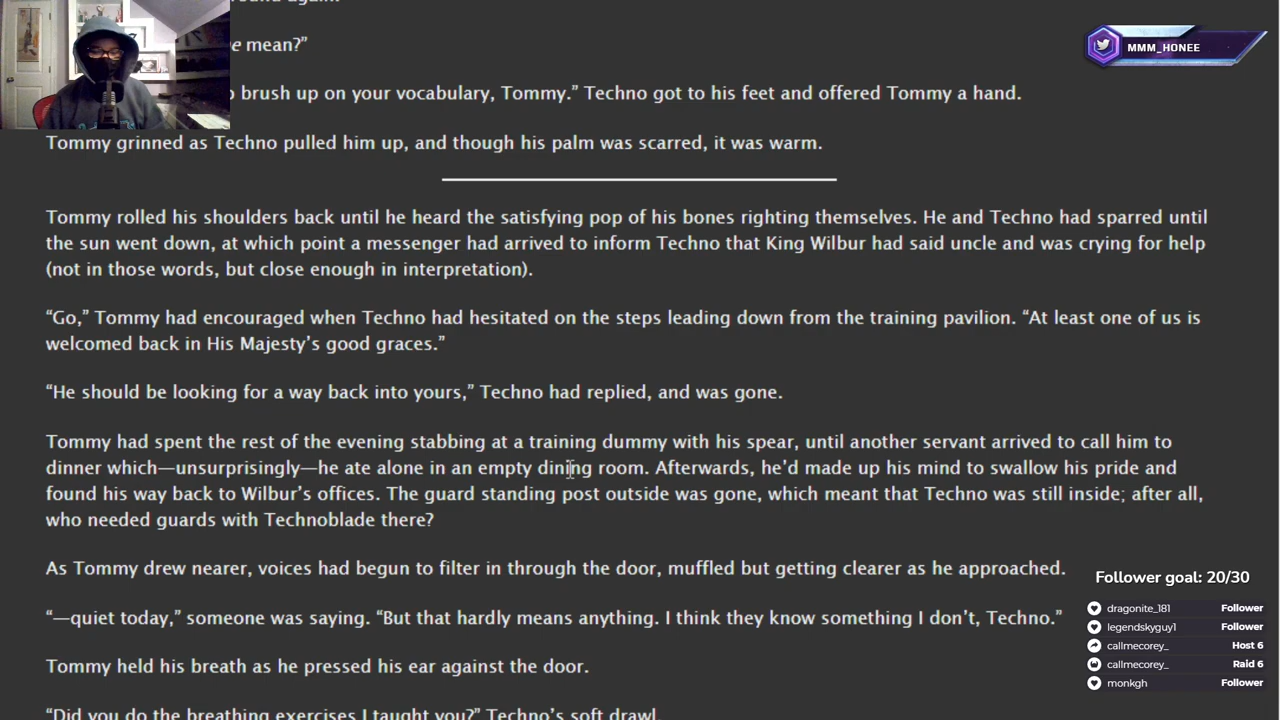 e mean?”
o brush up on your vocabulary, Tommy.” Techno got to his feet and offered Tommy a hand.
Tommy grinned as Techno pulled him up, and though his palm was scarred, it was warm.
Tommy rolled his shoulders back until he heard the satisfying pop of his bones righting themselves. He and Techno had sparred until
the sun went down, at which point a messenger had arrived to inform Techno that King Wilbur had said uncle and was crying for help
(not in those words, but close enough in interpretation).
“Go,” Tommy had encouraged when Techno had hesitated on the steps leading down from the training pavilion. “At least one of us is
welcomed back in His Majesty’s good graces.”
“He should be looking for a way back into yours,” Techno had replied, and was gone.
Tommy had spent the rest of the evening stabbing at a training dummy with his spear, until another servant arrived to call him to
dinner which—unsurprisingly—he ate alone in an empty dining room. Afterwards, he’d made up his mind to swallow his pride and
found his way back to Wilbur’s offices. The guard standing post outside was gone, which meant that Techno was still inside; after all,
who needed guards with Technoblade there?
As Tommy drew nearer, voices had begun to filter in through the door, muffled but getting clearer as he approached.
“—quiet today,” someone was saying. “But that hardly means anything. I think they know something I don’t, Techno.”
Tommy held his breath as he pressed his ear against the door.
“Did you do the breathing exercises I taught you?” Techno’s soft drawl.
MMM_HONEE
Follower goal: 20/30
dragonite_181 Follower
legendskyguy1 Follower
callmecorey_ Host 6
callmecorey_ Raid 6
monkgh Follower